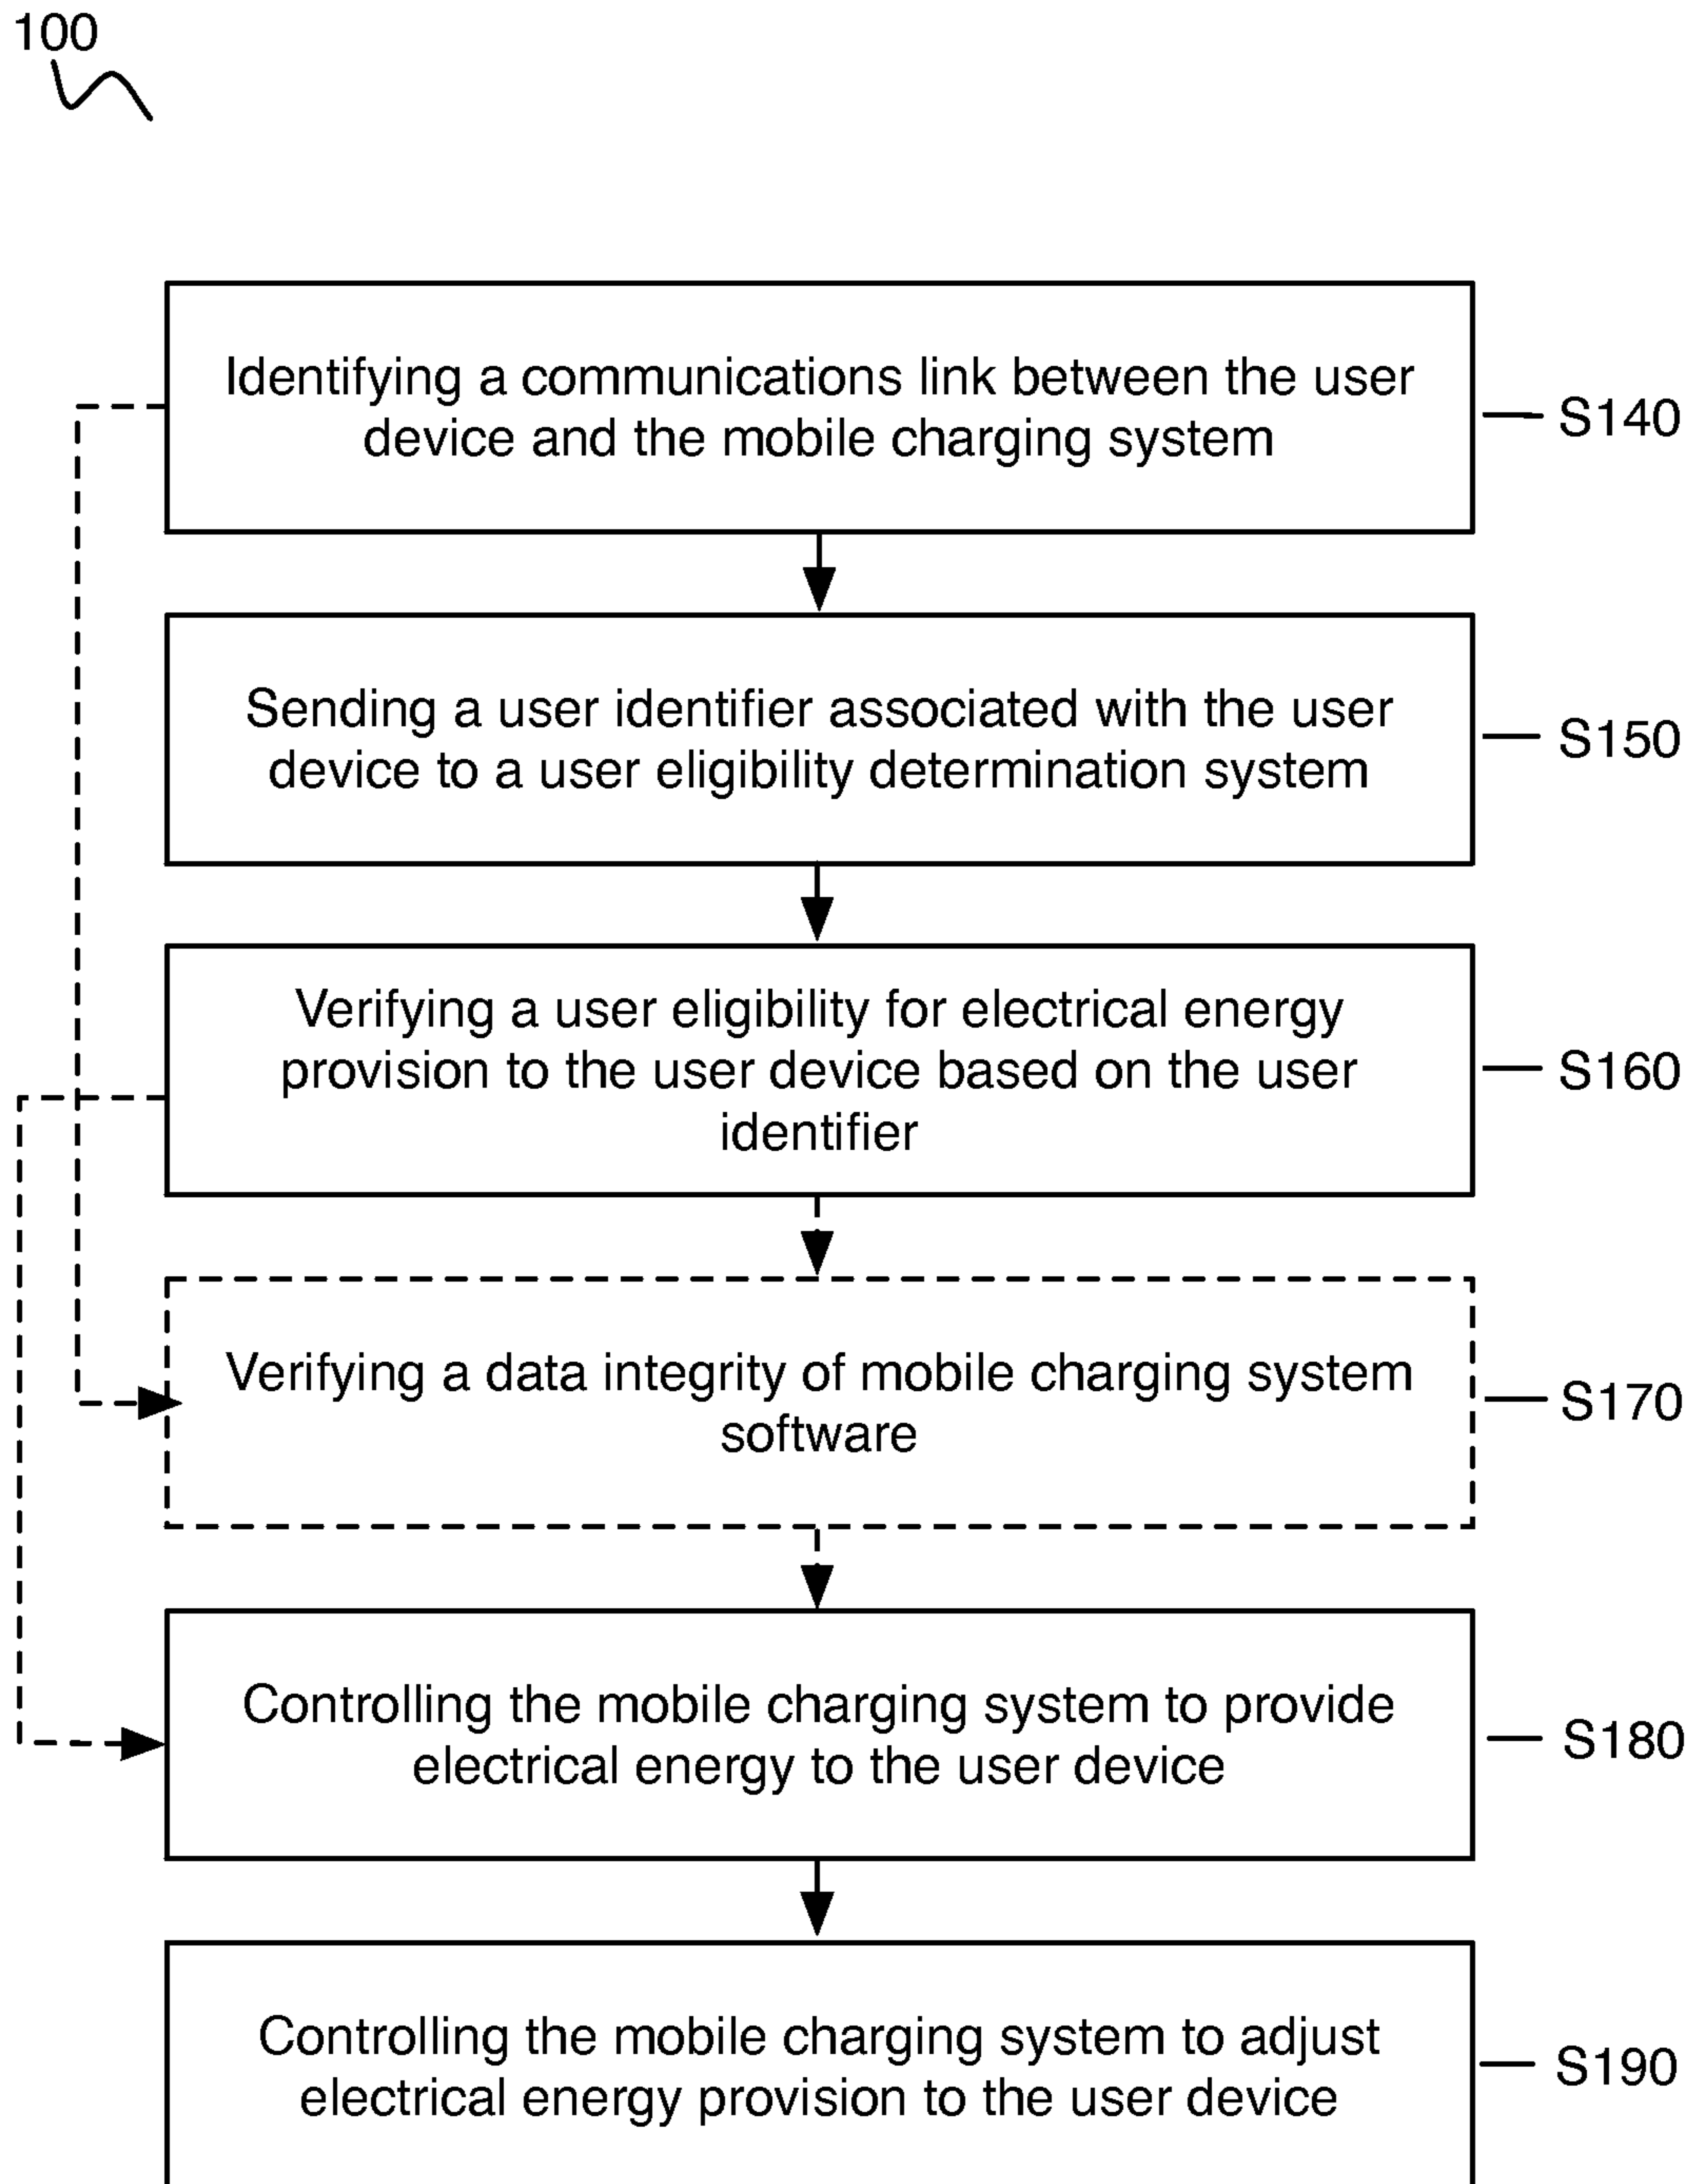 100
Identifying a communications link between the user
device and the mobile charging system
S140
Sending a user identifier associated with the user
device to a user eligibility determination system
S150
Verifying a user eligibility for electrical energy
provision to the user device based on the user
identifier
S160
Verifying a data integrity of mobile charging system
software
S170
Controlling the mobile charging system to provide
electrical energy to the user device
S180
Controlling the mobile charging system to adjust
electrical energy provision to the user device
S190